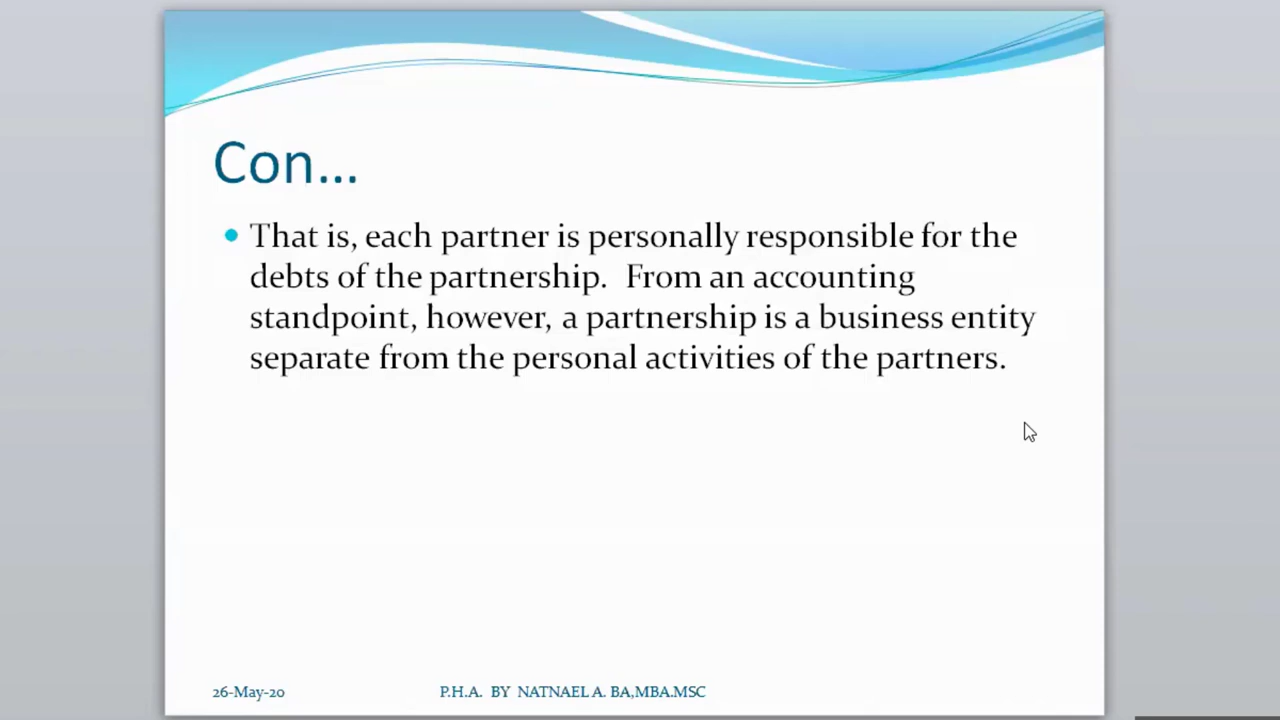 Con...
• That is, each partner is personally responsible for the
debts of the partnership.  From an accounting
standpoint, however, a partnership is a business entity
separate from the personal activities of the partners.
26-May-20
P.H.A.  BY  NATNAEL A. BA,MBA.MSC